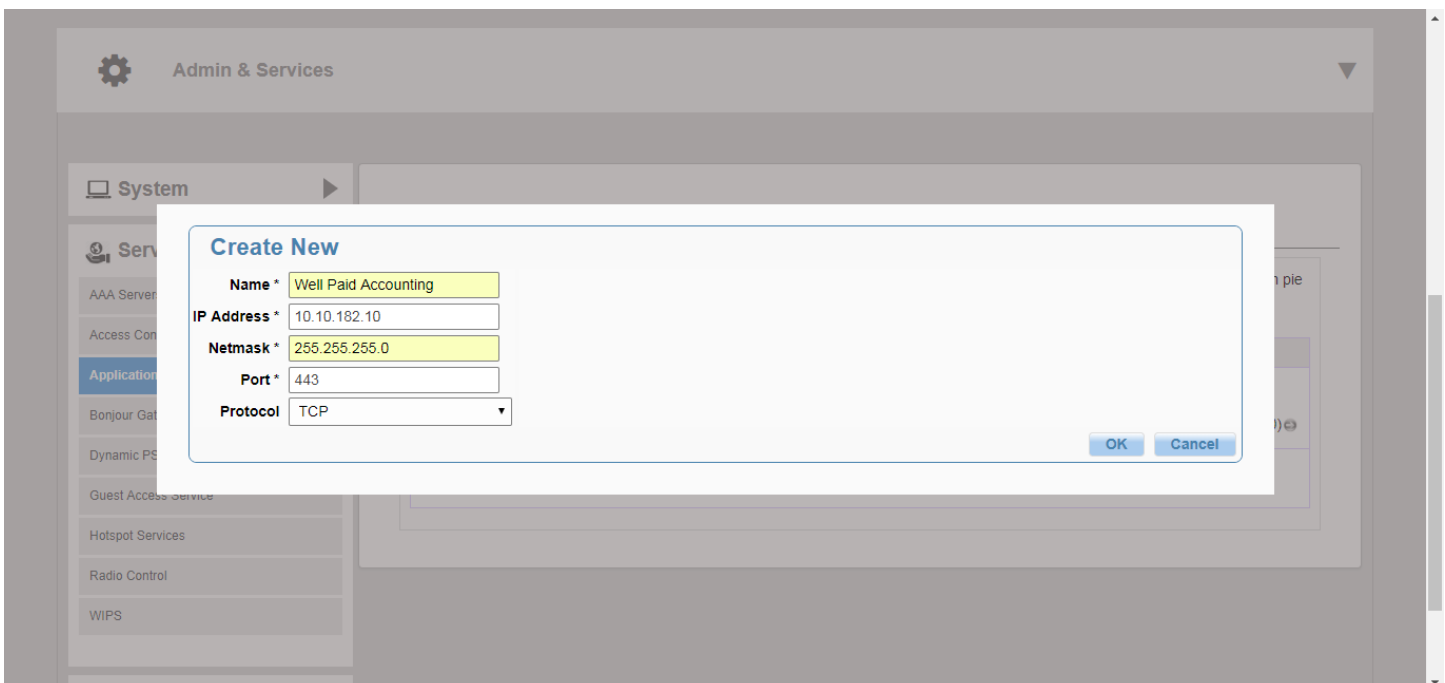 Admin & Services
System
Serv
Create New
Name * Well Paid Accounting
IP Address * 10.10.182.10
Netmask * 255.255.255.0
Port * 443
Protocol TCP
OK Cancel
n pie
AAA Server
Access Con
Application
Bonjour Gat
Dynamic PS
Guest Access Service
Hotspot Services
Radio Control
WIPS